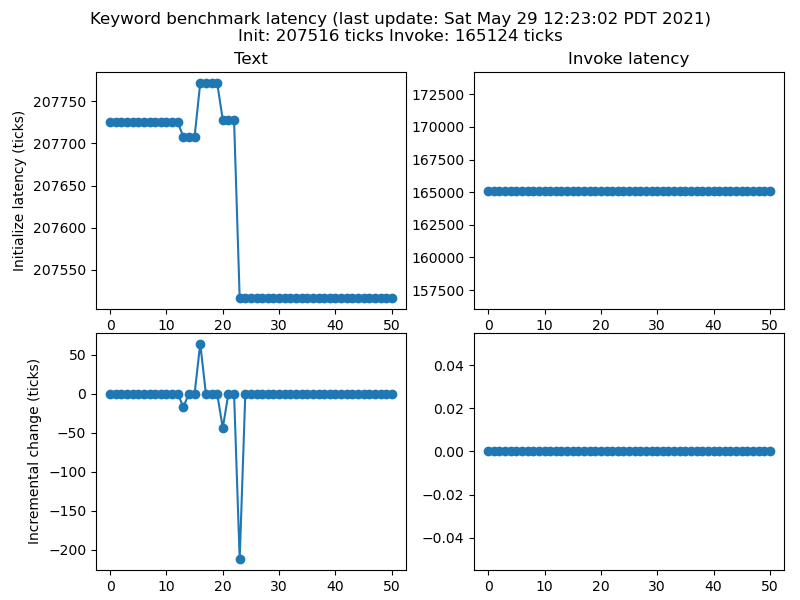 Keyword benchmark latency (last update: Sat May 29 12:23:02 PDT 2021)
Init: 207516 ticks Invoke: 165124 ticks
Text
Initialize latency (ticks)
207750
207700
207650
207600
207550
0 10 20 30 40 50
Invoke latency
172500
170000
167500
165000
162500
160000
157500
0 10 20 30 40 50
Incremental change (ticks)
50
0
−50
−100
−150
−200
0 10 20 30 40 50
0.04
0.02
0.00
−0.02
−0.04
0 10 20 30 40 50